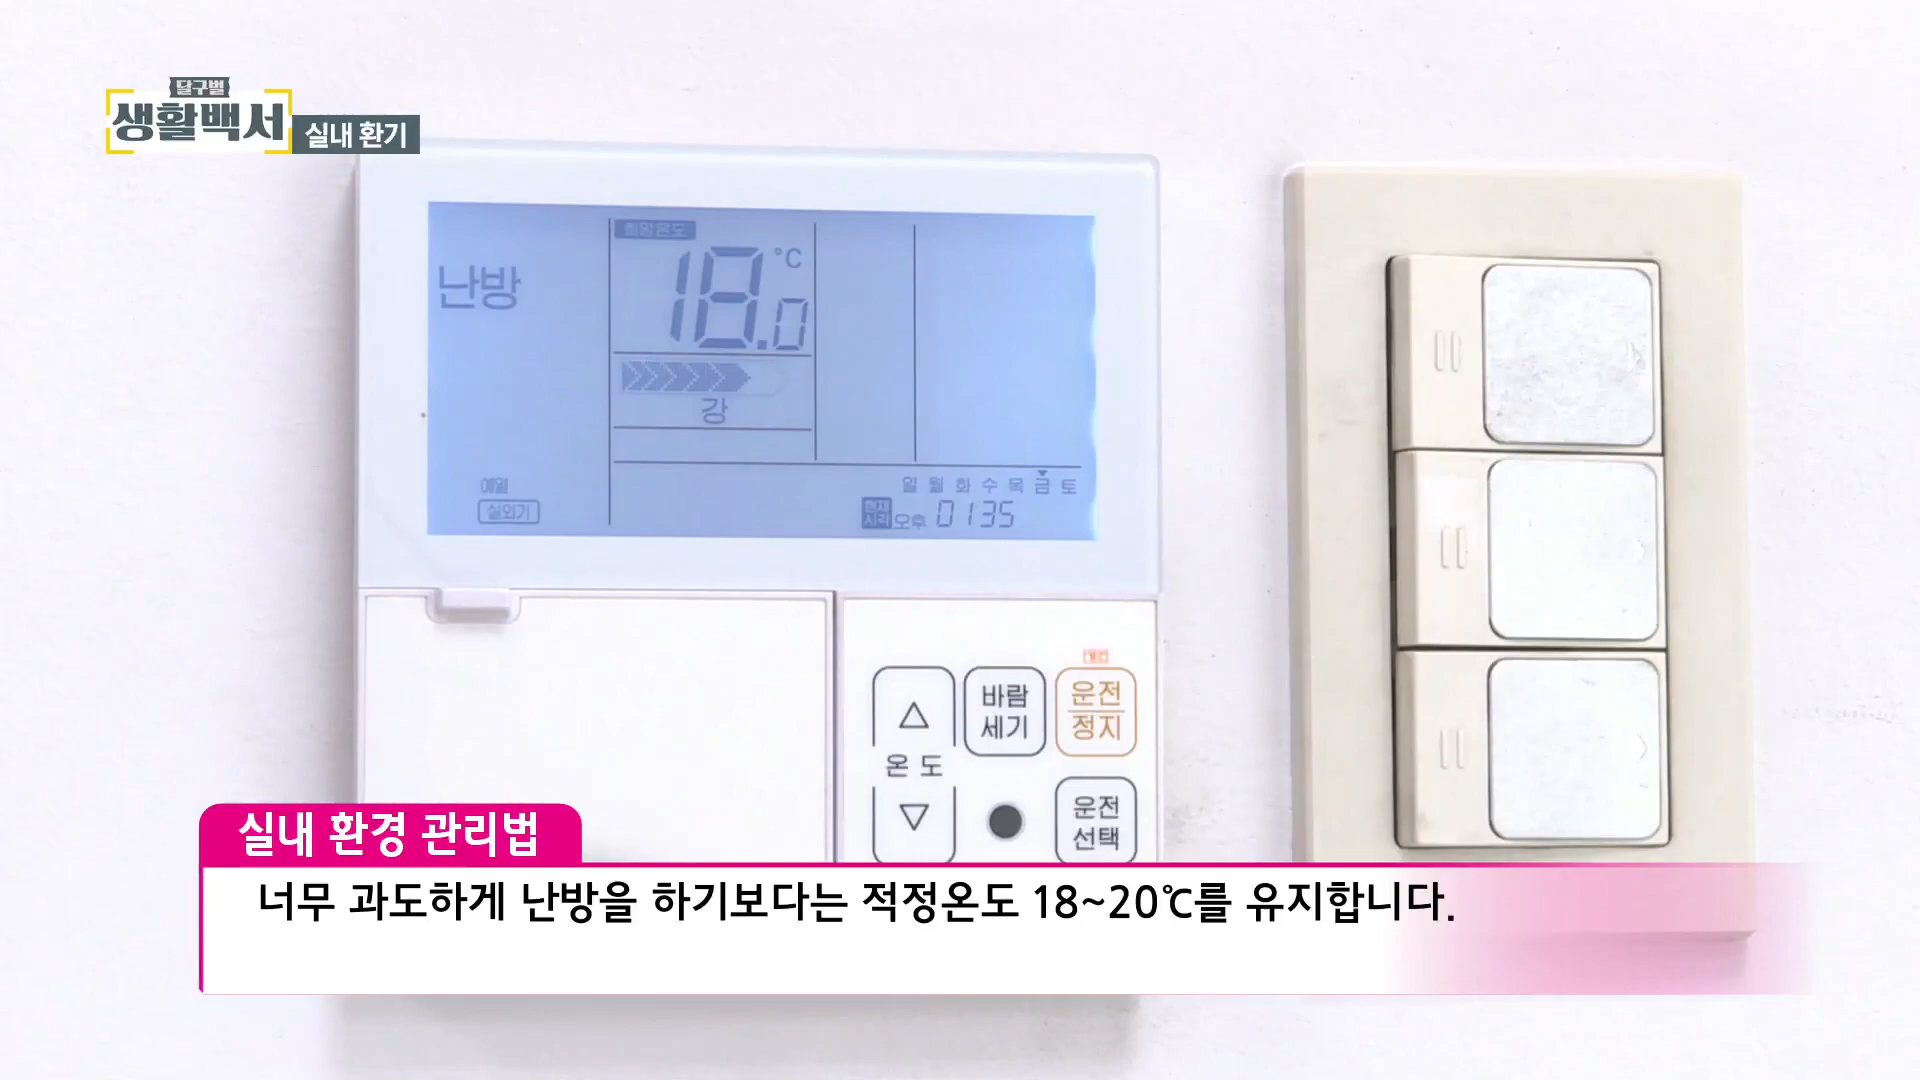 달구벌
생활백서 실내 환기
희망온도
난방
18.0 °C
강
예열
실외기
일 월 화 수 목 금 토
현재
시각 오후 0135
바람
세기
운전
정지
온 도
운전
선택
실내 환경 관리법
너무 과도하게 난방을 하기보다는 적정온도 18~20℃를 유지합니다.